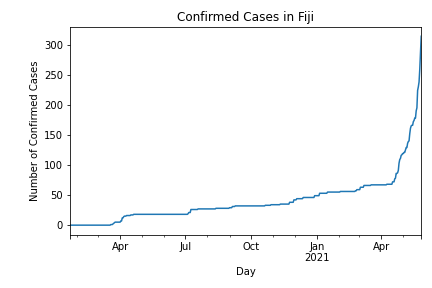 Confirmed Cases in Fiji
Number of Confirmed Cases
300
250
200
150
100
50
0
Apr
Jul
Oct
Jan
2021
Apr
Day